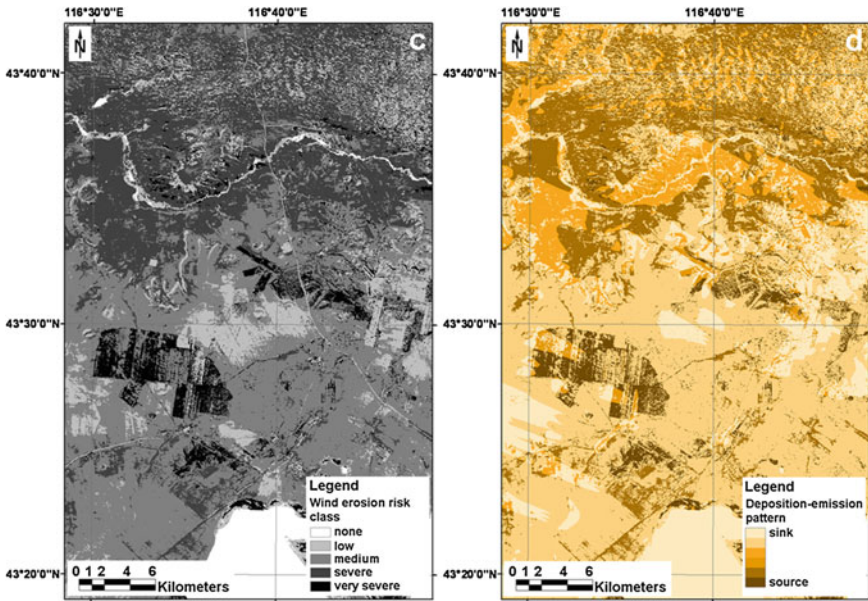 116°30'0"E
116°40'0"E
116°30'0"E
116°40'0"E
N
c
N
d
43°40'0"N
43°40'0"N
43°30'0"N
43°30'0"N
43°20'0"N
43°20'0"N
Legend
Wind erosion risk
class
none
low
medium
severe
very severe
0 1 2 4 6
Kilometers
Legend
Deposition-emission
pattern
sink
source
0 1 2 4 6
Kilometers